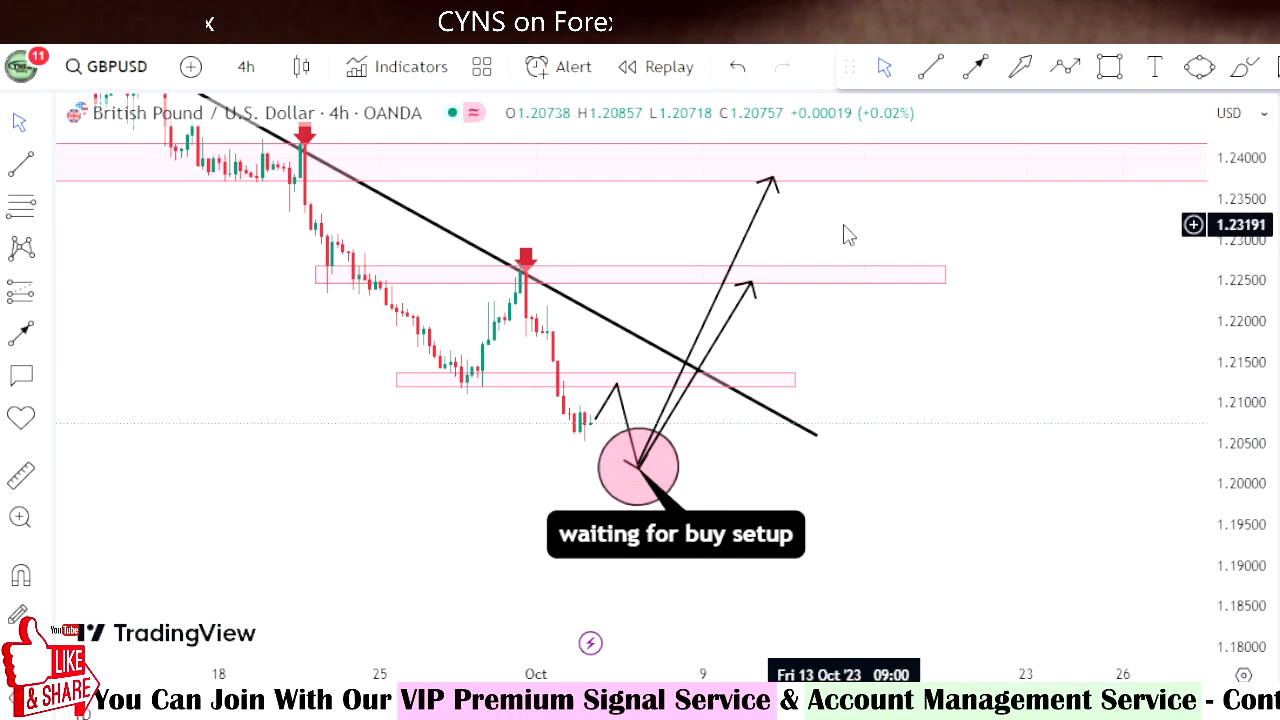 x CYNS on Forex
11 GBPUSD 4h Indicators Alert Replay
British Pound / U.S. Dollar · 4h · OANDA O1.20738 H1.20857 L1.20718 C1.20757 +0.00019 (+0.02%) USD
1.24000
1.23500
1.23191
1.23000
1.22500
1.22000
1.21500
1.21000
1.20500
1.20000
waiting for buy setup
1.19500
1.19000
1.18500
1.18000
TradingView
18 25 Oct 9 Fri 13 Oct '23 09:00 23 26
YouTube
LIKE
& SHARE
You Can Join With Our VIP Premium Signal Service & Account Management Service - Cont